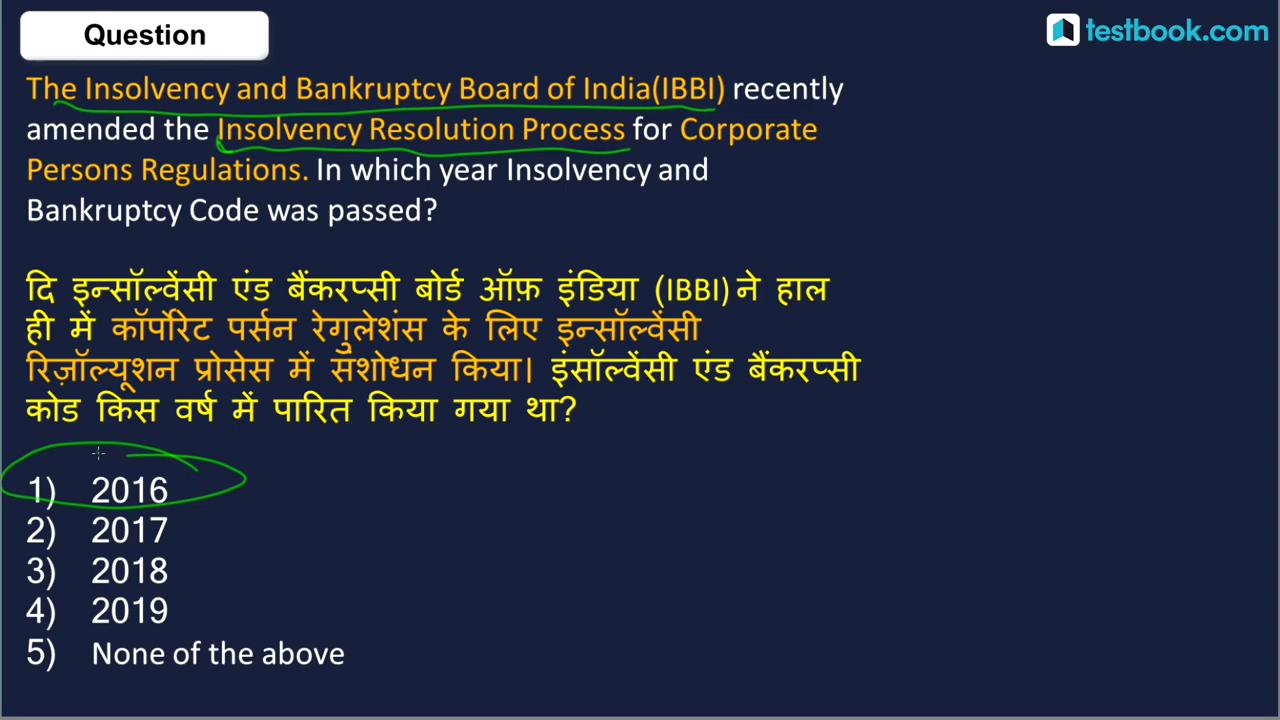 Question
testbook.com
The Insolvency and Bankruptcy Board of India(IBBI) recently
amended the Insolvency Resolution Process for Corporate
Persons Regulations. In which year Insolvency and
Bankruptcy Code was passed?
दि इन्सॉल्वेंसी एंड बैंकरप्सी बोर्ड ऑफ़ इंडिया (IBBI) ने हाल
ही में कॉर्पोरेट पर्सन रेगुलेशंस के लिए इन्सॉल्वेंसी
रिज़ॉल्यूशन प्रोसेस में संशोधन किया। इंसॉल्वेंसी एंड बैंकरप्सी
कोड किस वर्ष में पारित किया गया था?
1) 2016
2) 2017
3) 2018
4) 2019
5) None of the above